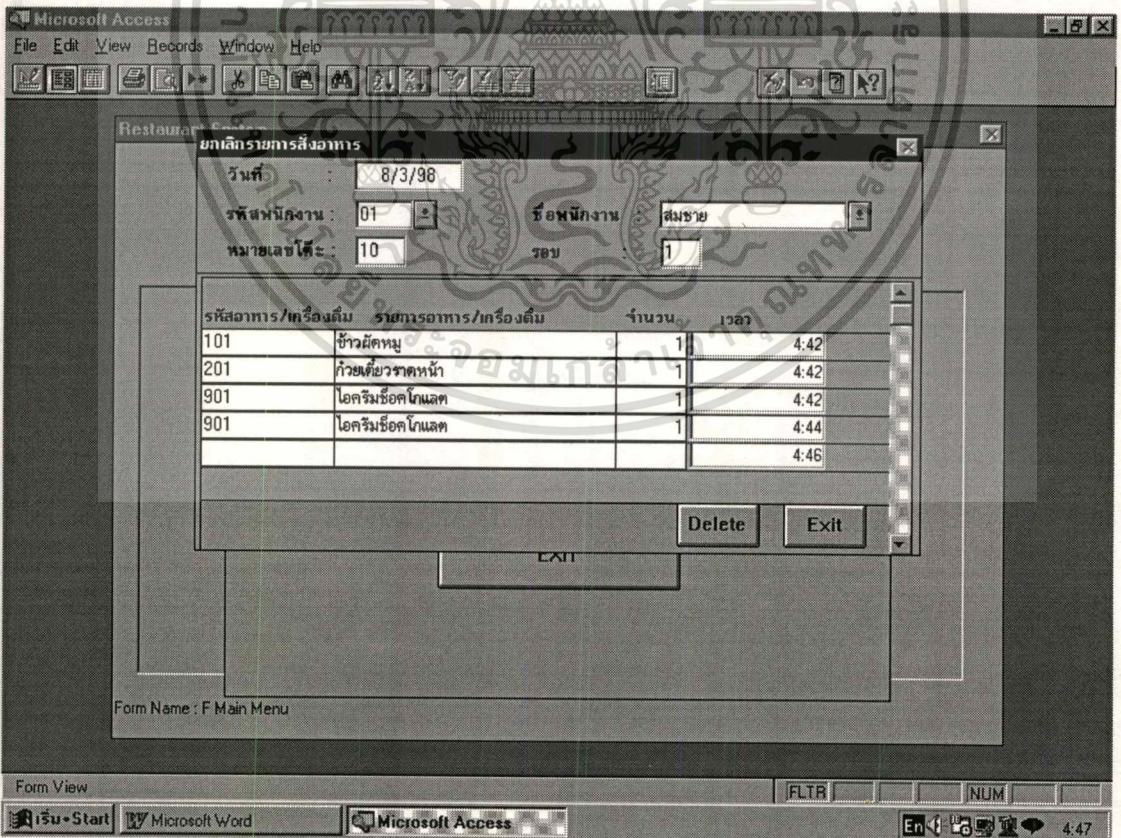 Microsoft Access
File Edit View Records Window Help
ยกเลิกรายการสั่งอาหาร
วันที่ : 8/3/98
รหัสพนักงาน : 01 ชื่อพนักงาน : สมชาย
หมายเลขโต๊ะ : 10 รอบ : 1
รหัสอาหาร/เครื่องดื่ม รายการอาหาร/เครื่องดื่ม จำนวน เวลา
101 ข้าวผัดหมู 1 4:42
201 ก๋วยเตี๋ยวราดหน้า 1 4:42
901 ไอครีมช็อคโกแลต 1 4:42
901 ไอครีมช็อคโกแลต 1 4:44
4:46
Delete Exit
Exit
Form Name : F Main Menu
Form View FLTR NUM
เริ่ม-Start Microsoft Word Microsoft Access En 4:47